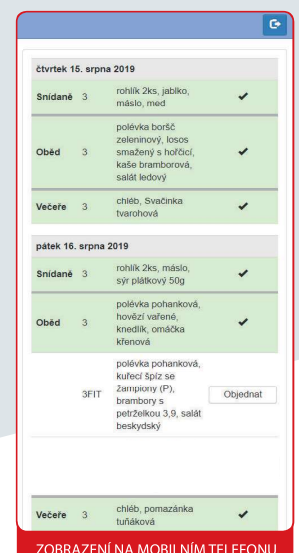 čtvrtek 15. srpna 2019
Snídaně 3 rohlík 2ks, jablko,
máslo, med
polévka boršč
zeleninový, losos
Oběd 3 smažený s hořčicí,
kaše bramborová,
salát ledový
Večeře 3 chléb, Svačinka
tvarohová
pátek 16. srpna 2019
Snídaně 3 rohlík 2ks, máslo,
sýr plátkový 50g
polévka pohanková,
Oběd 3 hovězí vařené,
knedlík, omáčka
křenová
polévka pohanková,
kuřecí špíz se
3FIT žampiony (P), Objednat
brambory s
petrželkou 3,9, salát
beskydský
Večeře 3 chléb, pomazánka
tuňáková
ZOBRAZENÍ NA MOBILNÍM TELEFONU